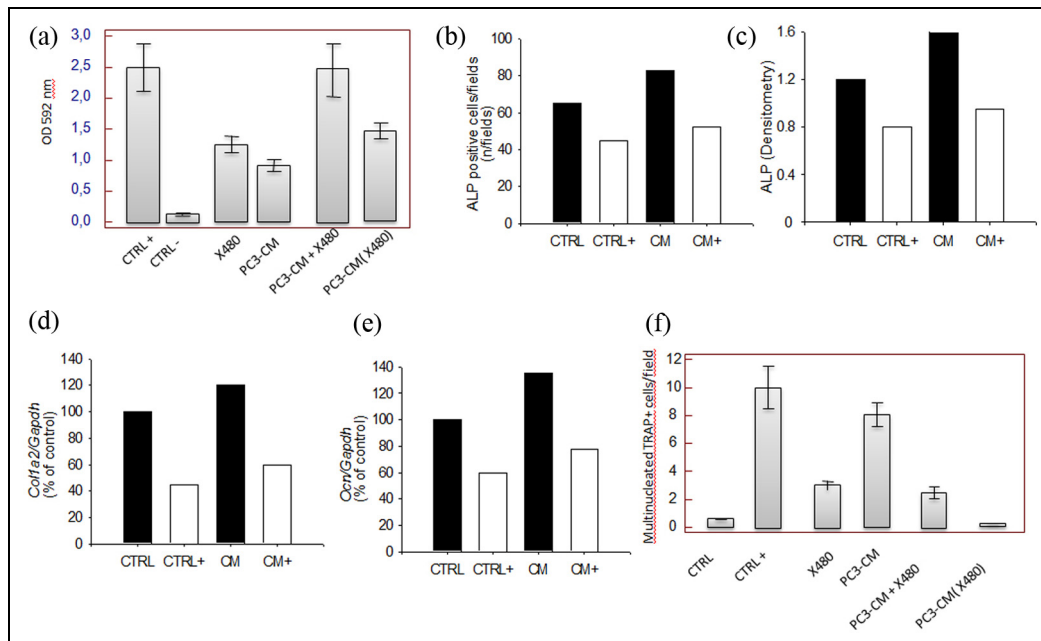 (a)
OD 592 nm
3,0
2,5
2,0
1,5
1,0
0,5
0,0
CTRL+
CTRL-
X480
PC3-CM
PC3-CM + X480
PC3-CM( X480)
(b)
ALP positive cells/fields
(n/fields)
100
80
60
40
20
0
CTRL
CTRL+
CM
CM+
(c)
ALP (Densitometry)
1.6
1.2
0.8
0.4
0
CTRL
CTRL+
CM
CM+
(d)
Col1a2/Gapdh
(% of control)
140
120
100
80
60
40
20
0
CTRL
CTRL+
CM
CM+
(e)
Ocn/Gapdh
(% of control)
140
120
100
80
60
40
20
0
CTRL
CTRL+
CM
CM+
(f)
Multinucleated TRAP+ cells/field
12
10
8
6
4
2
0
CTRL
CTRL+
X480
PC3-CM
PC3-CM + X480
PC3-CM( X480)